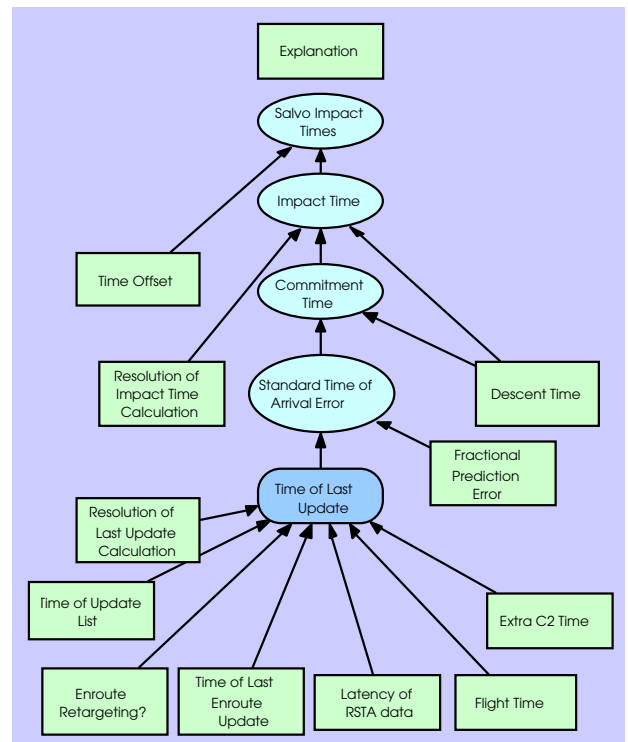 Explanation
Salvo Impact
Times
Impact Time
Time Offset
Commitment
Time
Resolution of
Impact Time
Calculation
Standard Time of
Arrival Error
Descent Time
Fractional
Prediction
Error
Time of Last
Update
Resolution of
Last Update
Calculation
Time of Update
List
Extra C2 Time
Enroute
Retargeting?
Time of Last
Enroute
Update
Latency of
RSTA data
Flight Time